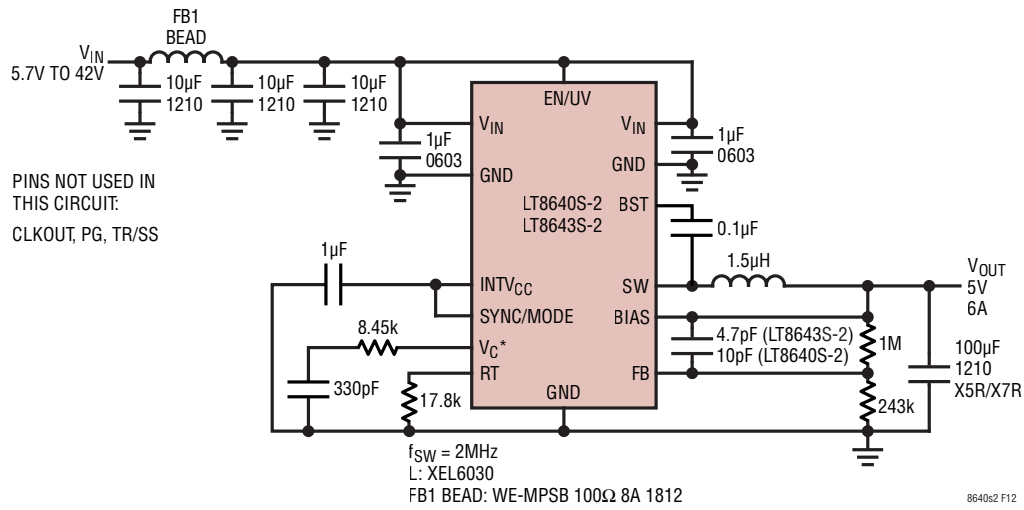 FB1
BEAD
VIN
5.7V TO 42V
10µF
1210
10µF
1210
10µF
1210
EN/UV
VIN
VIN
1µF
0603
1µF
0603
GND
GND
PINS NOT USED IN
THIS CIRCUIT:
CLKOUT, PG, TR/SS
LT8640S-2
LT8643S-2
BST
0.1µF
1µF
1.5µH
INTVCC
SW
VOUT
5V
6A
SYNC/MODE
BIAS
8.45k
VC*
4.7pF (LT8643S-2)
10pF (LT8640S-2)
1M
100µF
1210
X5R/X7R
RT
FB
330pF
17.8k
GND
243k
fSW = 2MHz
L: XEL6030
FB1 BEAD: WE-MPSB 100Ω 8A 1812
8640s2 F12